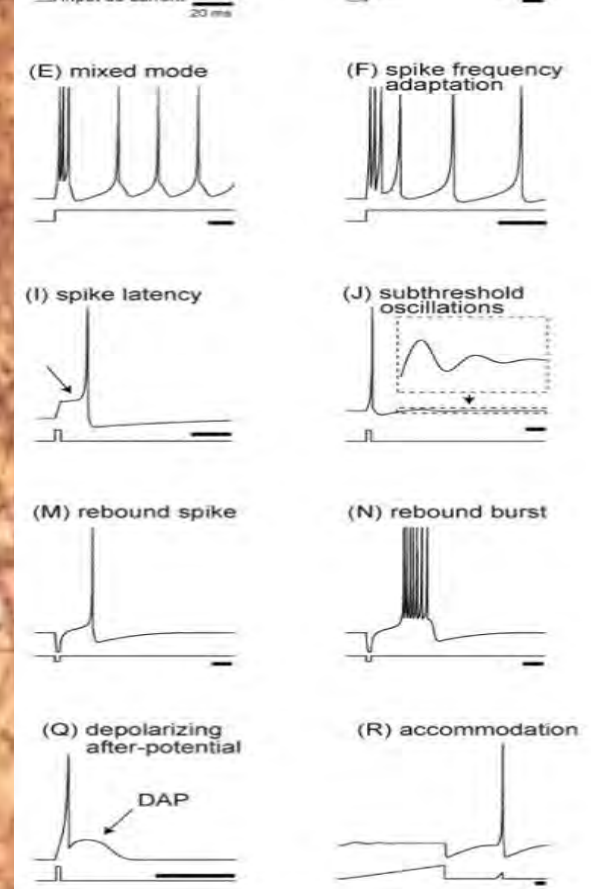 20 ms
(E) mixed mode
(F) spike frequency
adaptation
(I) spike latency
(J) subthreshold
oscillations
(M) rebound spike
(N) rebound burst
(Q) depolarizing
after-potential
DAP
(R) accommodation